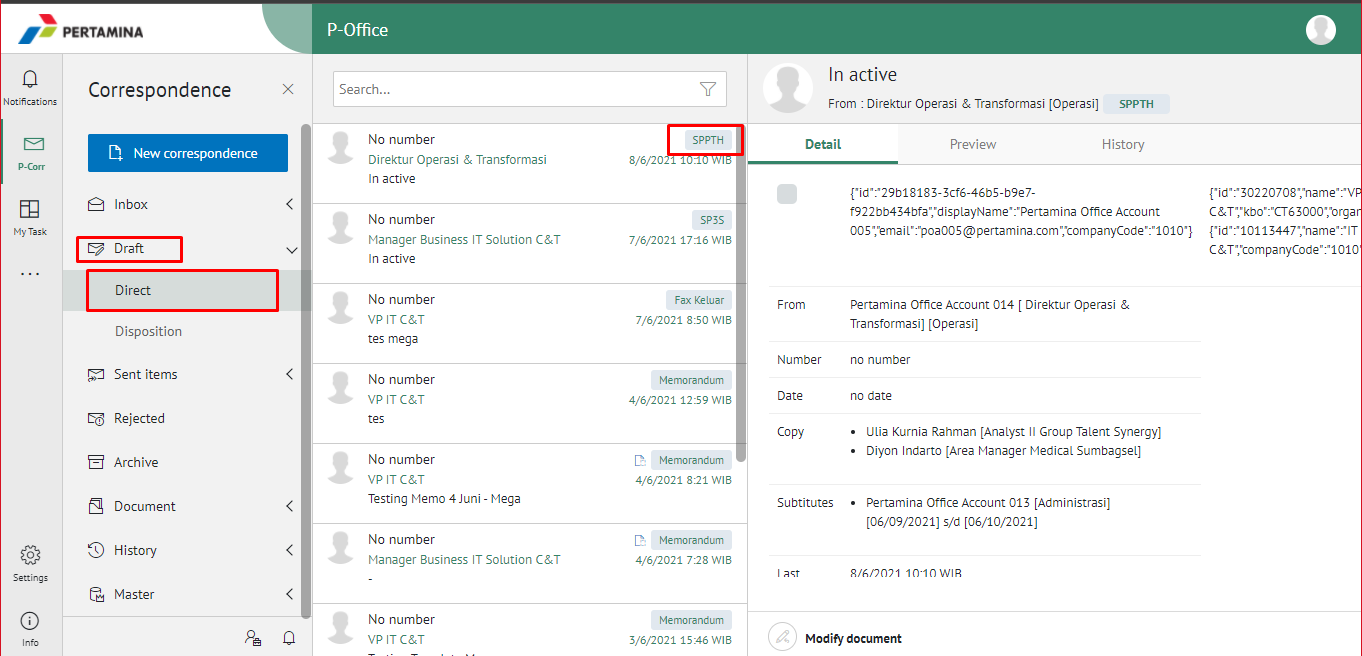 PERTAMINA
P-Office
Notifications
P-Corr
My Task
Settings
Info
Correspondence
New correspondence
Inbox
Draft
Direct
Disposition
Sent items
Rejected
Archive
Document
History
Master
Search...
No number
SPPTH
Direktur Operasi & Transformasi
8/6/2021 10:10 WIB
In active
No number
SP3S
Manager Business IT Solution C&T
7/6/2021 17:16 WIB
In active
No number
Fax Keluar
VP IT C&T
7/6/2021 8:50 WIB
tes mega
No number
Memorandum
VP IT C&T
4/6/2021 12:59 WIB
tes
No number
Memorandum
VP IT C&T
4/6/2021 8:21 WIB
Testing Memo 4 Juni - Mega
No number
Memorandum
Manager Business IT Solution C&T
4/6/2021 7:28 WIB
-
No number
Memorandum
VP IT C&T
3/6/2021 15:46 WIB
In active
From : Direktur Operasi & Transformasi [Operasi] SPPTH
Detail
Preview
History
{"id":"29b18183-3cf6-46b5-b9e7-
f922bb434bfa","displayName":"Pertamina Office Account
005","email":"poa005@pertamina.com","companyCode":"1010"}
{"id":"30220708","name":"VP
C&T","kbo":"CT63000","organ
{"id":"10113447","name":"IT
C&T","companyCode":"1010"
From
Pertamina Office Account 014 [ Direktur Operasi &
Transformasi] [Operasi]
Number
no number
Date
no date
Copy
• Ulia Kurnia Rahman [Analyst II Group Talent Synergy]
• Diyon Indarto [Area Manager Medical Sumbagsel]
Subtitutes
• Pertamina Office Account 013 [Administrasi]
[06/09/2021] s/d [06/10/2021]
Last
8/6/2021 10:10 WIB
Modify document